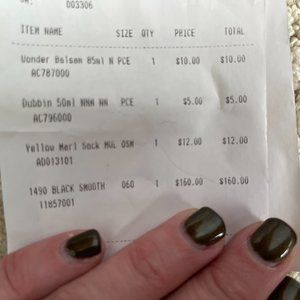 003306
ITEM NAME SIZE QTY PRICE TOTAL
Wonder Balsam 85ml N PCE 1 $10.00 $10.00
AC787000
Dubbin 50ml NNN NN PCE 1 $5.00 $5.00
AC796000
Yellow Marl Sock MUL OSM 1 $12.00 $12.00
AD013101
1490 BLACK SMOOTH 060 1 $160.00 $160.00
11857001